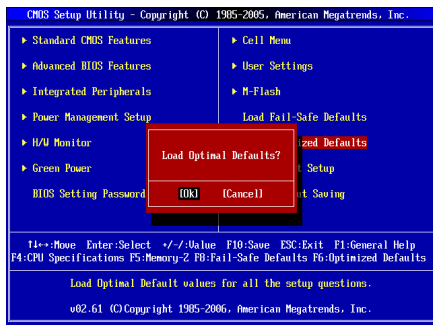 CMOS Setup Utility - Copyright (C) 1985-2005, American Megatrends, Inc.
▶ Standard CMOS Features
▶ Cell Menu
▶ Advanced BIOS Features
▶ User Settings
▶ Integrated Peripherals
▶ M-Flash
▶ Power Management Setup
Load Fail-Safe Defaults
▶ H/W Monitor
ized Defaults
▶ Green Power
Setup
BIOS Setting Password
ut Saving
Load Optimal Defaults?
[Ok] [Cancel]
↑↓↔:Move Enter:Select +/-/:Value F10:Save ESC:Exit F1:General Help
F4:CPU Specifications F5:Memory-Z F8:Fail-Safe Defaults F6:Optimized Defaults
Load Optimal Default values for all the setup questions.
v02.61 (C)Copyright 1985-2006, American Megatrends, Inc.